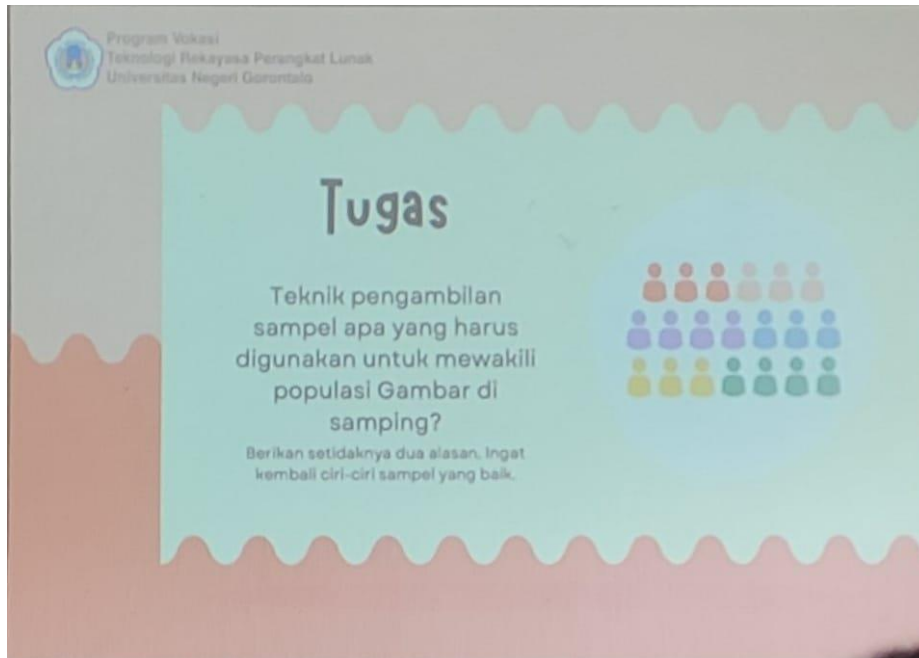 Program Vokasi
Teknologi Rekayasa Perangkat Lunak
Universitas Negeri Gorontalo
Tugas
Teknik pengambilan
sampel apa yang harus
digunakan untuk mewakili
populasi Gambar di
samping?
Berikan setidaknya dua alasan. Ingat
kembali ciri-ciri sampel yang baik.